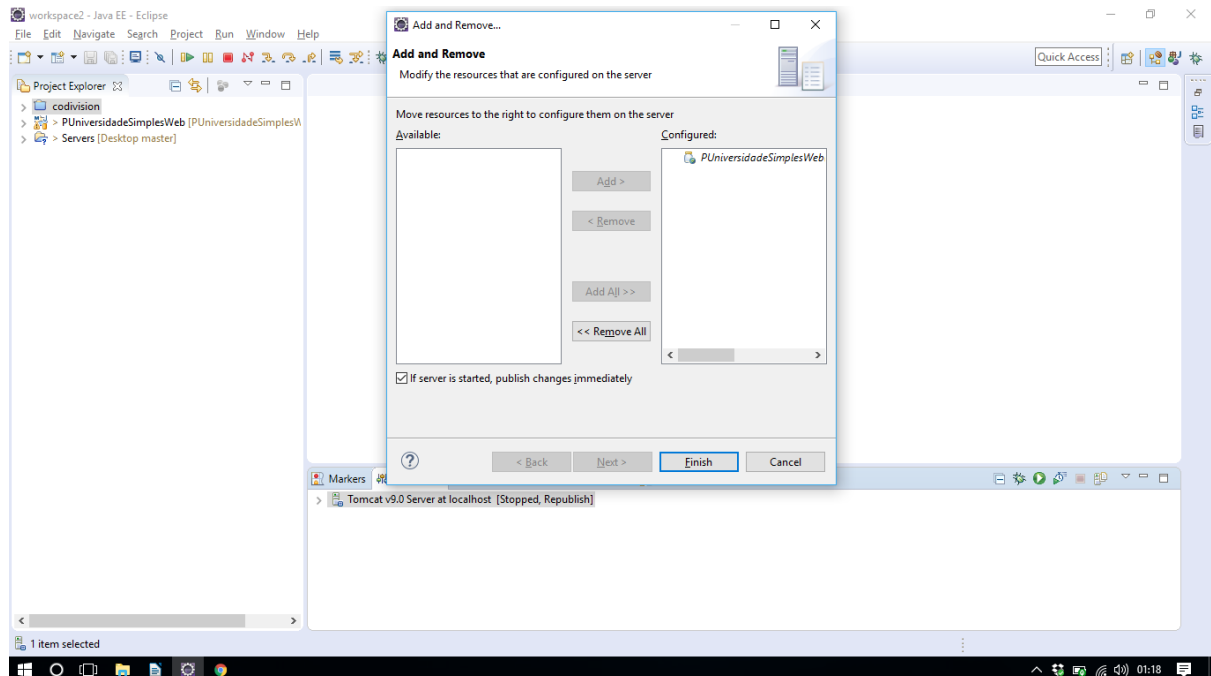 workspace2 - Java EE - Eclipse
File Edit Navigate Search Project Run Window Help
Quick Access
Project Explorer
codivision
> PUniversidadeSimplesWeb [PUniversidadeSimplesW
> Servers [Desktop master]
Add and Remove...
Add and Remove
Modify the resources that are configured on the server
Move resources to the right to configure them on the server
Available:
Configured:
PUniversidadeSimplesWeb
Add >
< Remove
Add All >>
<< Remove All
If server is started, publish changes immediately
< Back Next > Finish Cancel
Markers
Tomcat v9.0 Server at localhost [Stopped, Republish]
1 item selected
01:18